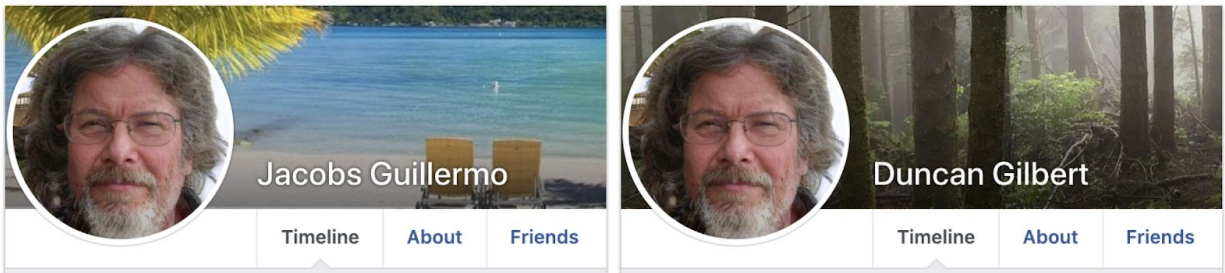 Jacobs Guillermo
Timeline About Friends
Duncan Gilbert
Timeline About Friends